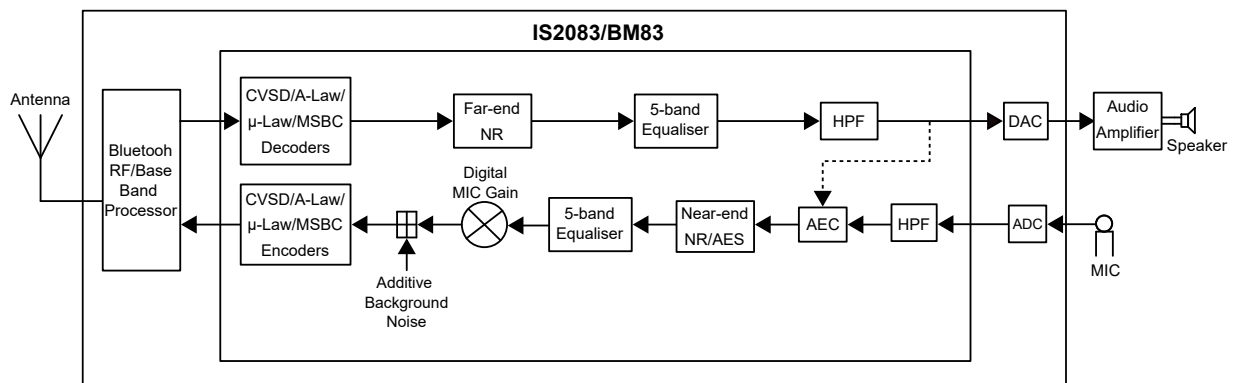 IS2083/BM83
Antenna
Bluetooh
RF/Base
Band
Processor
CVSD/A-Law/
μ-Law/MSBC
Decoders
Far-end
NR
5-band
Equaliser
HPF
DAC
Audio
Amplifier
Speaker
CVSD/A-Law/
μ-Law/MSBC
Encoders
Additive
Background
Noise
Digital
MIC Gain
5-band
Equaliser
Near-end
NR/AES
AEC
HPF
ADC
MIC